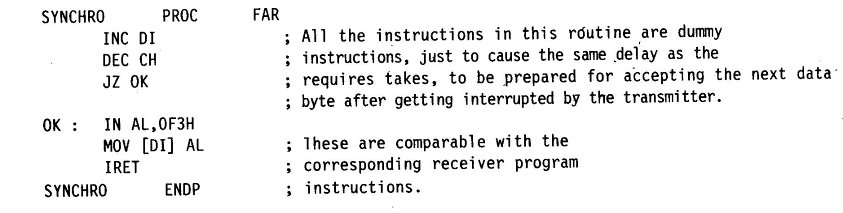 SYNCHRO PROC FAR
INC DI ; All the instructions in this routine are dummy
DEC CH ; instructions, just to cause the same delay as the
JZ OK ; requires takes, to be prepared for accepting the next data
; byte after getting interrupted by the transmitter.
OK : IN AL,OF3H
MOV [DI] AL ; These are comparable with the
IRET ; corresponding receiver program
SYNCHRO ENDP ; instructions.